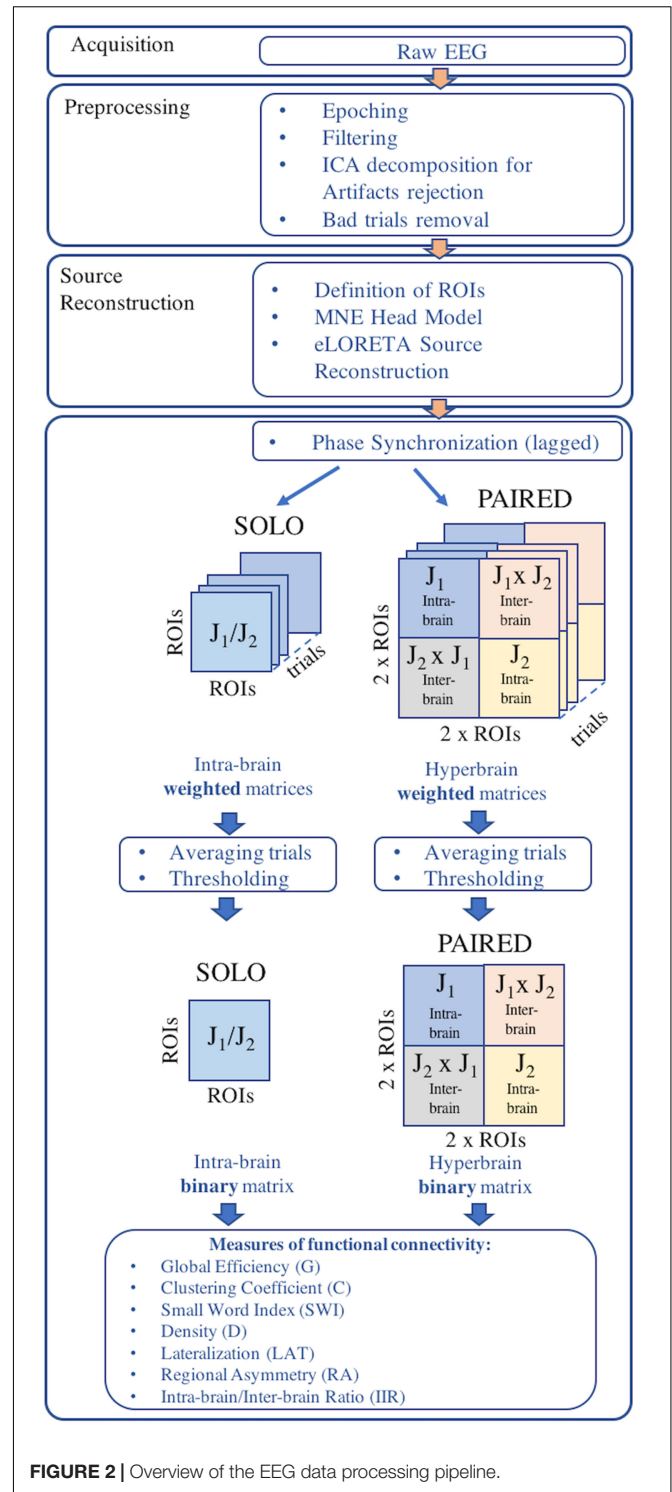 Acquisition
Raw EEG
Preprocessing
• Epoching
• Filtering
• ICA decomposition for
Artifacts rejection
• Bad trials removal
Source
Reconstruction
• Definition of ROIs
• MNE Head Model
• eLORETA Source
Reconstruction
• Phase Synchronization (lagged)
SOLO
ROIs
J1/J2
trials
ROIs
PAIRED
2 x ROIs
J1
Intra-
brain
J1x J2
Inter-
brain
J2 x J1
Inter-
brain
J2
Intra-
brain
trials
2 x ROIs
Intra-brain
weighted matrices
Hyperbrain
weighted matrices
• Averaging trials
• Thresholding
• Averaging trials
• Thresholding
SOLO
ROIs
J1/J2
ROIs
PAIRED
2 x ROIs
J1
Intra-
brain
J1x J2
Inter-
brain
J2 x J1
Inter-
brain
J2
Intra-
brain
2 x ROIs
Intra-brain
binary matrix
Hyperbrain
binary matrix
Measures of functional connectivity:
• Global Efficiency (G)
• Clustering Coefficient (C)
• Small Word Index (SWI)
• Density (D)
• Lateralization (LAT)
• Regional Asymmetry (RA)
• Intra-brain/Inter-brain Ratio (IIR)
FIGURE 2 | Overview of the EEG data processing pipeline.